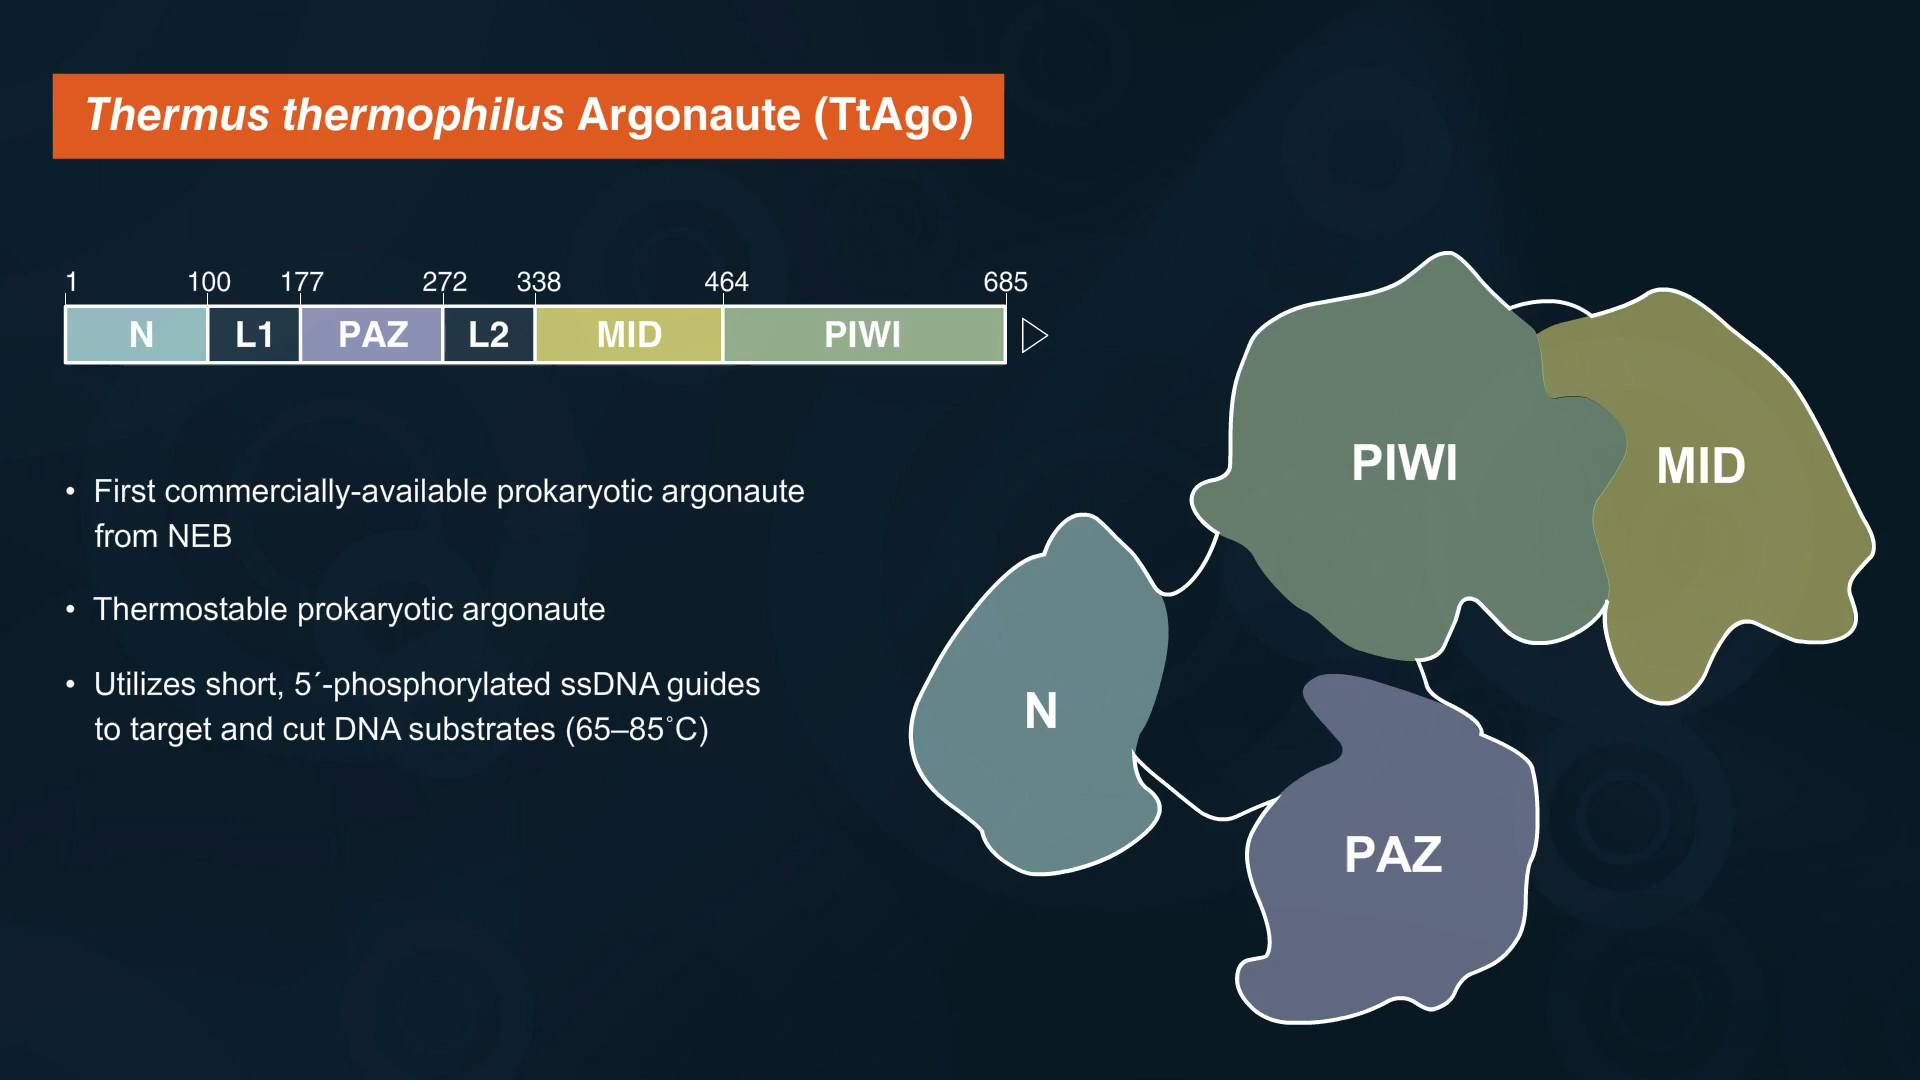 Thermus thermophilus Argonaute (TtAgo)
1 100 177 272 338 464 685
N L1 PAZ L2 MID PIWI
• First commercially-available prokaryotic argonaute
from NEB
• Thermostable prokaryotic argonaute
• Utilizes short, 5´-phosphorylated ssDNA guides
to target and cut DNA substrates (65–85˚C)
PIWI
MID
N
PAZ